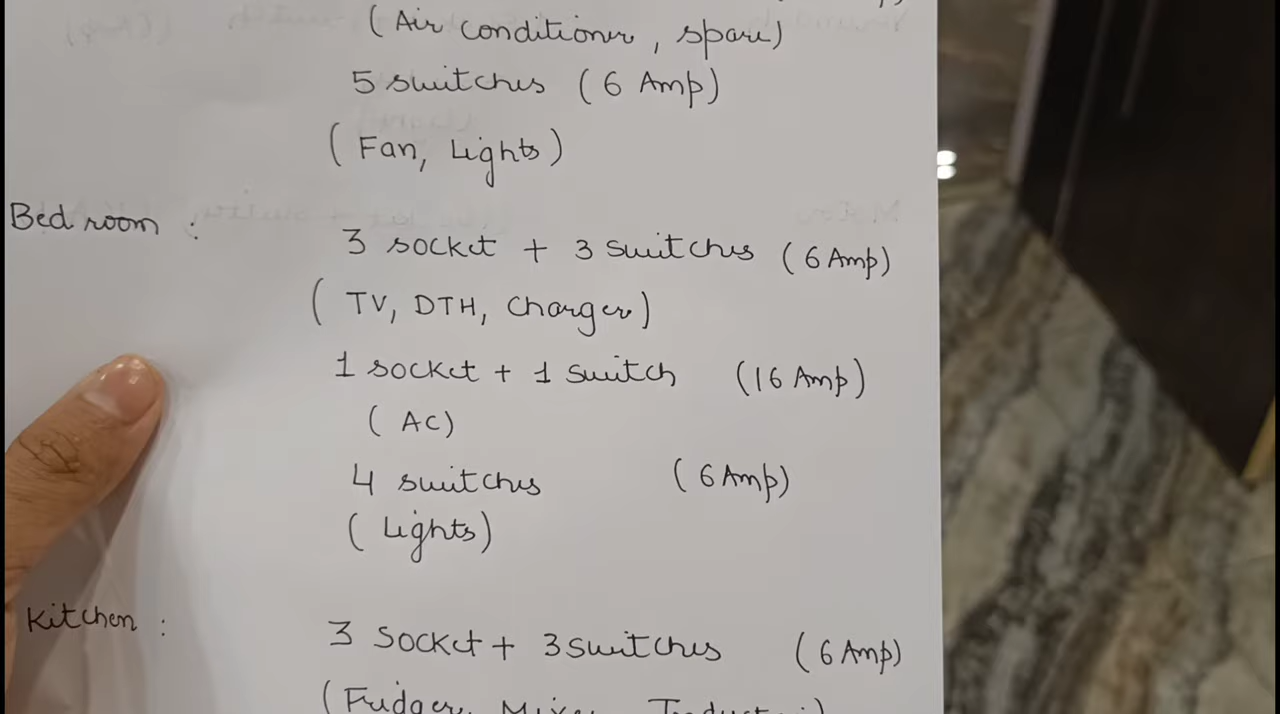 (Air conditioner, spare)
5 switches (6 Amp)
(Fan, Lights)
Bed room :
3 socket + 3 switches (6 Amp)
(TV, DTH, Charger)
1 socket + 1 switch (16 Amp)
(AC)
4 switches (6 Amp)
(Lights)
Kitchen :
3 Socket + 3 switches (6 Amp)